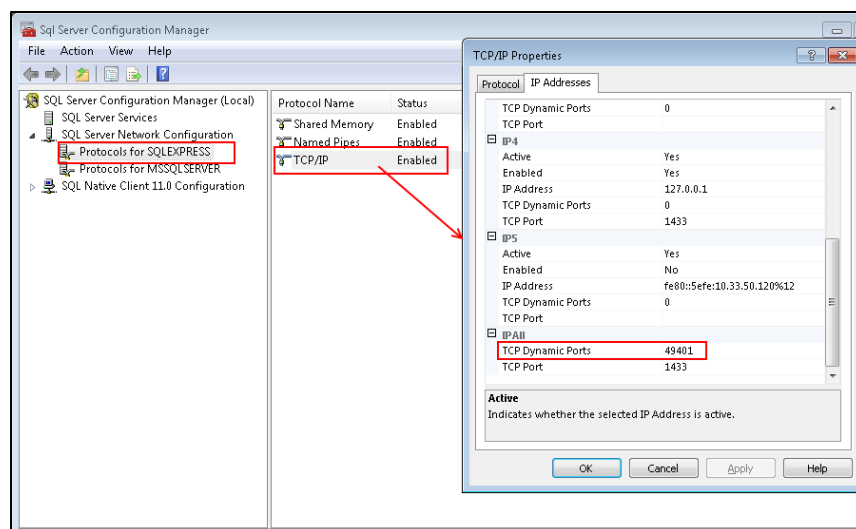 Sql Server Configuration Manager
File Action View Help
SQL Server Configuration Manager (Local)
SQL Server Services
SQL Server Network Configuration
Protocols for SQLEXPRESS
Protocols for MSSQLSERVER
SQL Native Client 11.0 Configuration
Protocol Name Status
Shared Memory Enabled
Named Pipes Enabled
TCP/IP Enabled
TCP/IP Properties
Protocol IP Addresses
TCP Dynamic Ports 0
TCP Port
IP4
Active Yes
Enabled Yes
IP Address 127.0.0.1
TCP Dynamic Ports 0
TCP Port 1433
IP5
Active Yes
Enabled No
IP Address fe80::5efe:10.33.50.120%12
TCP Dynamic Ports 0
TCP Port
IPAll
TCP Dynamic Ports 49401
TCP Port 1433
Active
Indicates whether the selected IP Address is active.
OK Cancel Apply Help